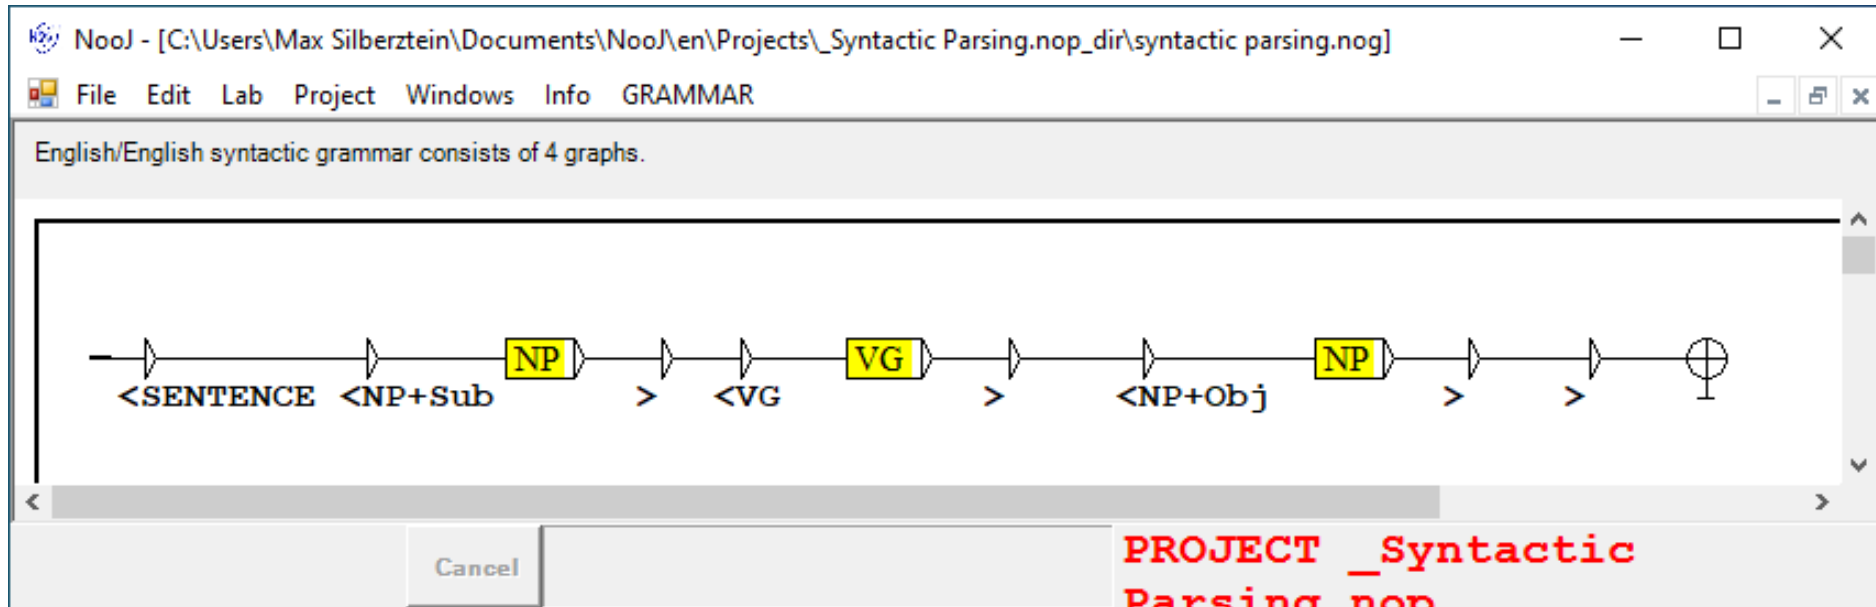 NooJ - [C:\Users\Max Silberztein\Documents\NooJ\en\Projects\_Syntactic Parsing.nop_dir\syntactic parsing.nog]
File Edit Lab Project Windows Info GRAMMAR
English/English syntactic grammar consists of 4 graphs.
NP VG NP
<SENTENCE <NP+Sub > <VG > <NP+Obj > >
Cancel
PROJECT _Syntactic
Parsing.nop